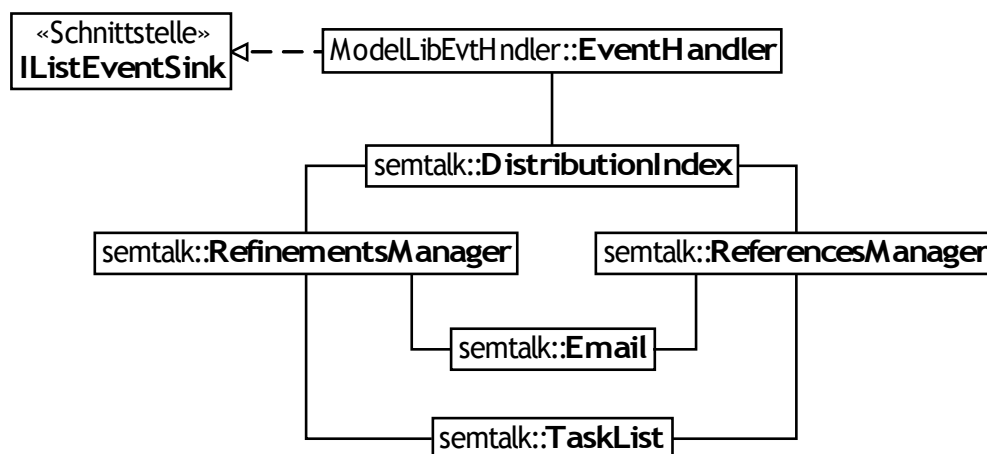 «Schnittstelle»
IListEventSink
ModelLibEvtHndler::EventHandler
semtalk::DistributionIndex
semtalk::RefinementsManager
semtalk::ReferencesManager
semtalk::Email
semtalk::TaskList